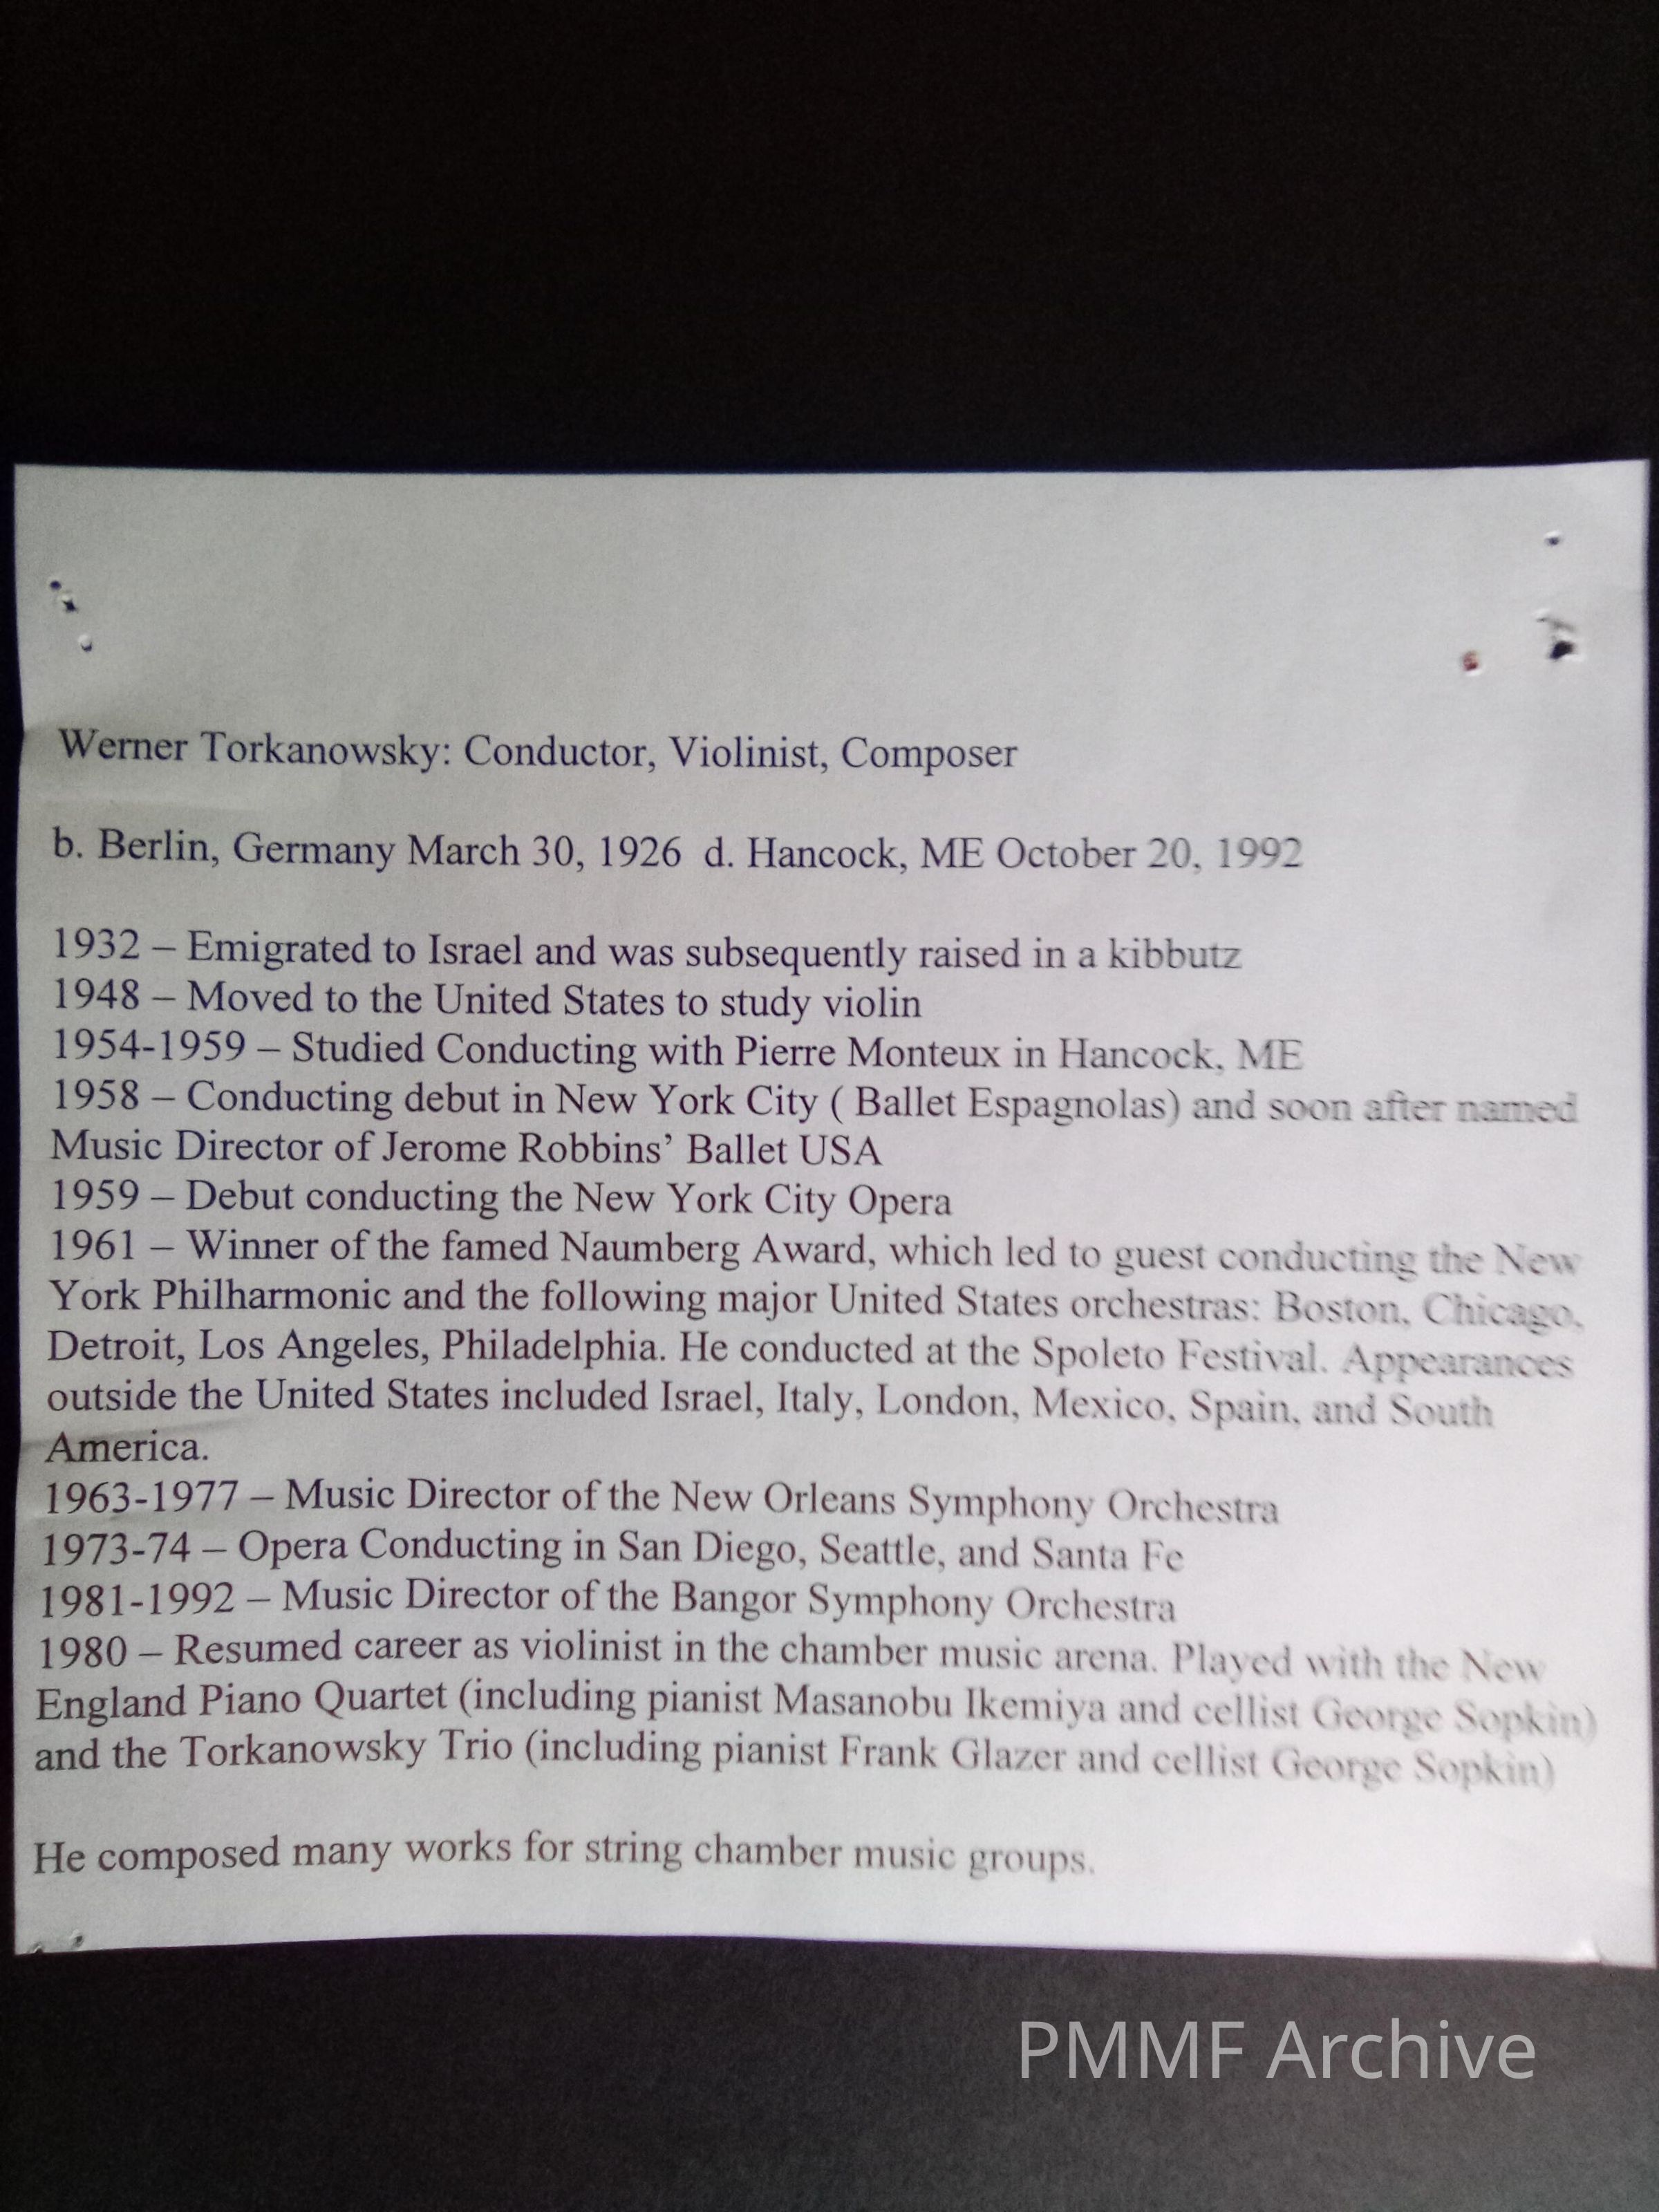 Werner Torkanowsky: Conductor, Violinist, Composer
b. Berlin, Germany March 30, 1926  d. Hancock, ME October 20, 1992
1932 – Emigrated to Israel and was subsequently raised in a kibbutz
1948 – Moved to the United States to study violin
1954-1959 – Studied Conducting with Pierre Monteux in Hancock, ME
1958 – Conducting debut in New York City ( Ballet Espagnolas) and soon after named
Music Director of Jerome Robbins’ Ballet USA
1959 – Debut conducting the New York City Opera
1961 – Winner of the famed Naumberg Award, which led to guest conducting the New
York Philharmonic and the following major United States orchestras: Boston, Chicago,
Detroit, Los Angeles, Philadelphia. He conducted at the Spoleto Festival. Appearances
outside the United States included Israel, Italy, London, Mexico, Spain, and South
America.
1963-1977 – Music Director of the New Orleans Symphony Orchestra
1973-74 – Opera Conducting in San Diego, Seattle, and Santa Fe
1981-1992 – Music Director of the Bangor Symphony Orchestra
1980 – Resumed career as violinist in the chamber music arena. Played with the New
England Piano Quartet (including pianist Masanobu Ikemiya and cellist George Sopkin)
and the Torkanowsky Trio (including pianist Frank Glazer and cellist George Sopkin)
He composed many works for string chamber music groups.
PMMF Archive